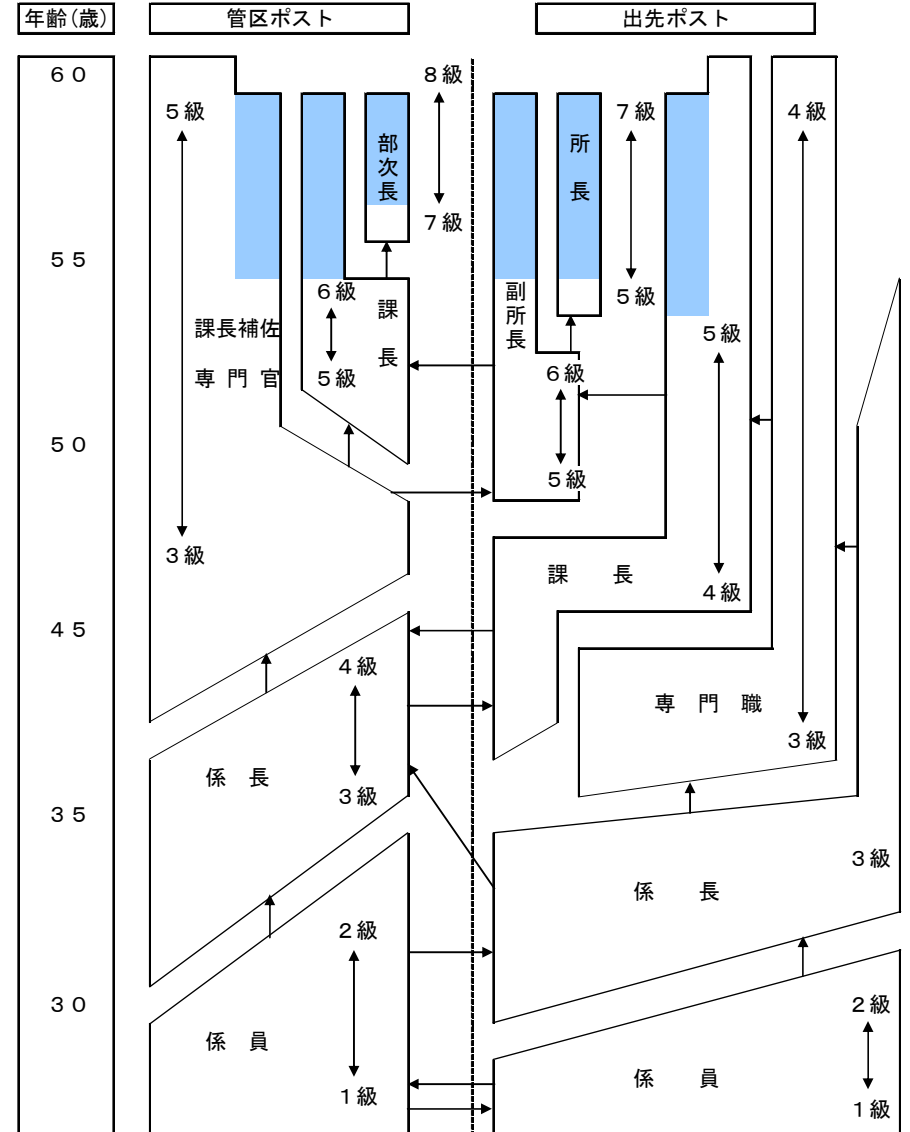 年齢(歳)
管区ポスト
出先ポスト
６０
５５
５０
４５
３５
３０
５級
３級
課長補佐
専門官
６級
５級
課長
部次長
８級
７級
４級
３級
係長
２級
１級
係員
副所長
所長
７級
５級
６級
５級
５級
４級
課長
４級
３級
専門職
３級
係長
２級
１級
係員